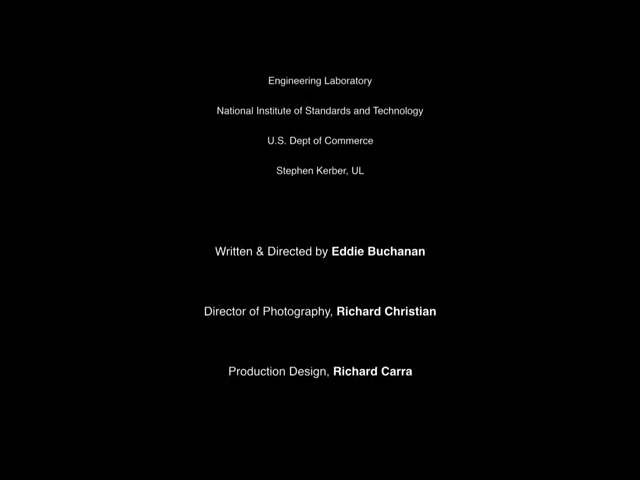 Engineering Laboratory
National Institute of Standards and Technology
U.S. Dept of Commerce
Stephen Kerber, UL
Written & Directed by Eddie Buchanan
Director of Photography, Richard Christian
Production Design, Richard Carra